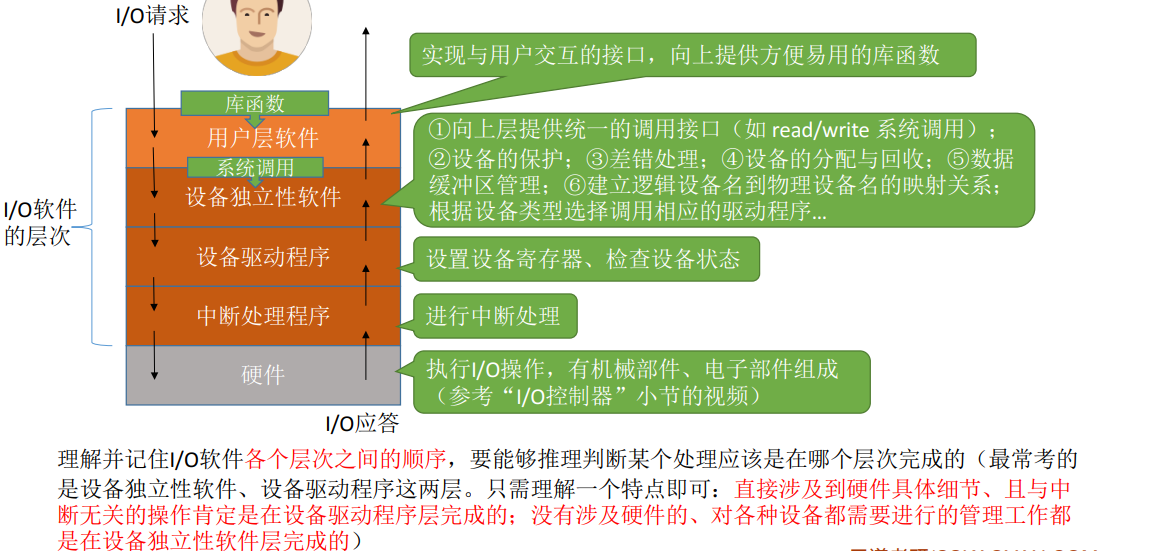 I/O请求
实现与用户交互的接口，向上提供方便易用的库函数
库函数
用户层软件
①向上层提供统一的调用接口（如 read/write 系统调用）；
②设备的保护；③差错处理；④设备的分配与回收；⑤数据
缓冲区管理；⑥建立逻辑设备名到物理设备名的映射关系；
根据设备类型选择调用相应的驱动程序...
系统调用
设备独立性软件
I/O软件
的层次
设备驱动程序
设置设备寄存器、检查设备状态
中断处理程序
进行中断处理
硬件
执行I/O操作，有机械部件、电子部件组成
（参考“I/O控制器”小节的视频）
I/O应答
理解并记住I/O软件各个层次之间的顺序，要能够推理判断某个处理应该是在哪个层次完成的（最常考的
是设备独立性软件、设备驱动程序这两层。只需理解一个特点即可：直接涉及到硬件具体细节、且与中
断无关的操作肯定是在设备驱动程序层完成的；没有涉及硬件的、对各种设备都需要进行的管理工作都
是在设备独立性软件层完成的）